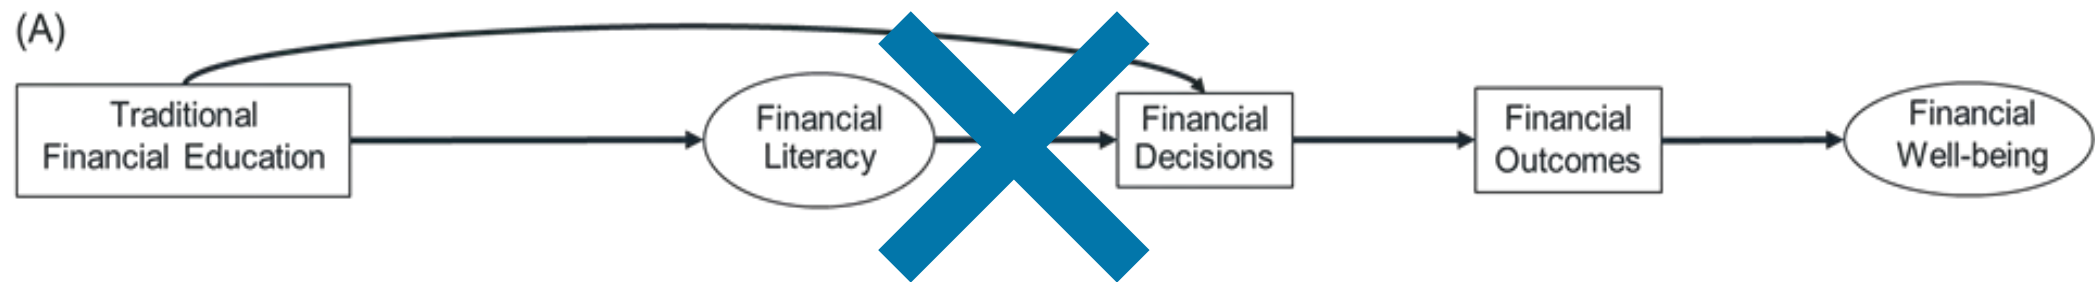 (A)
Traditional
Financial Education
Financial
Literacy
Financial
Decisions
Financial
Outcomes
Financial
Well-being